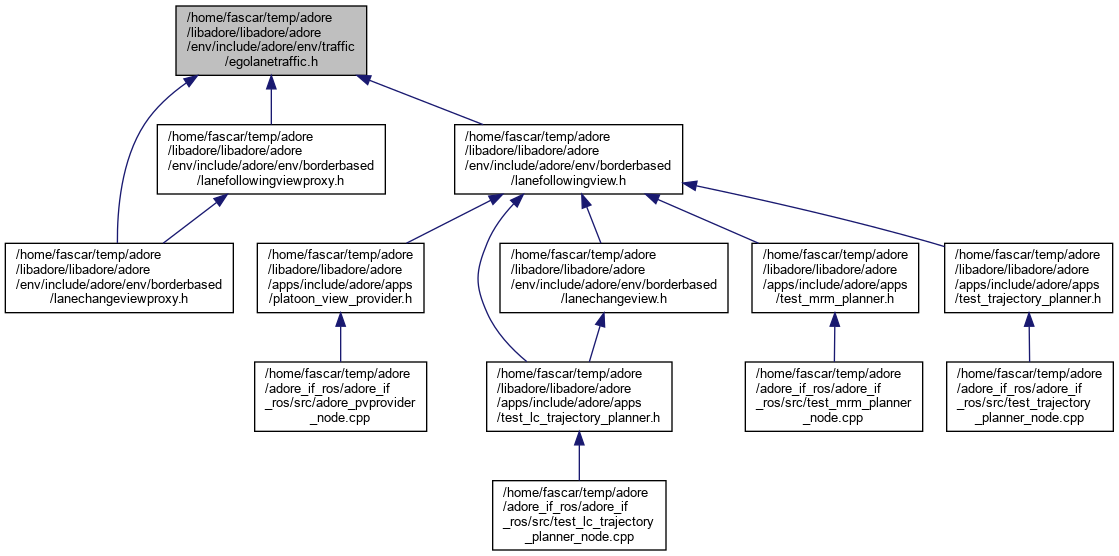 /home/fascar/temp/adore
/libadore/libadore/adore
/env/include/adore/env/traffic
/egolanetraffic.h
/home/fascar/temp/adore
/libadore/libadore/adore
/env/include/adore/env/borderbased
/lanefollowingviewproxy.h
/home/fascar/temp/adore
/libadore/libadore/adore
/env/include/adore/env/borderbased
/lanefollowingview.h
/home/fascar/temp/adore
/libadore/libadore/adore
/env/include/adore/env/borderbased
/lanechangeviewproxy.h
/home/fascar/temp/adore
/libadore/libadore/adore
/apps/include/adore/apps
/platoon_view_provider.h
/home/fascar/temp/adore
/libadore/libadore/adore
/env/include/adore/env/borderbased
/lanechangeview.h
/home/fascar/temp/adore
/libadore/libadore/adore
/apps/include/adore/apps
/test_mrm_planner.h
/home/fascar/temp/adore
/libadore/libadore/adore
/apps/include/adore/apps
/test_trajectory_planner.h
/home/fascar/temp/adore
/adore_if_ros/adore_if
_ros/src/adore_pvprovider
_node.cpp
/home/fascar/temp/adore
/libadore/libadore/adore
/apps/include/adore/apps
/test_lc_trajectory_planner.h
/home/fascar/temp/adore
/adore_if_ros/adore_if
_ros/src/test_mrm_planner
_node.cpp
/home/fascar/temp/adore
/adore_if_ros/adore_if
_ros/src/test_trajectory
_planner_node.cpp
/home/fascar/temp/adore
/adore_if_ros/adore_if
_ros/src/test_lc_trajectory
_planner_node.cpp